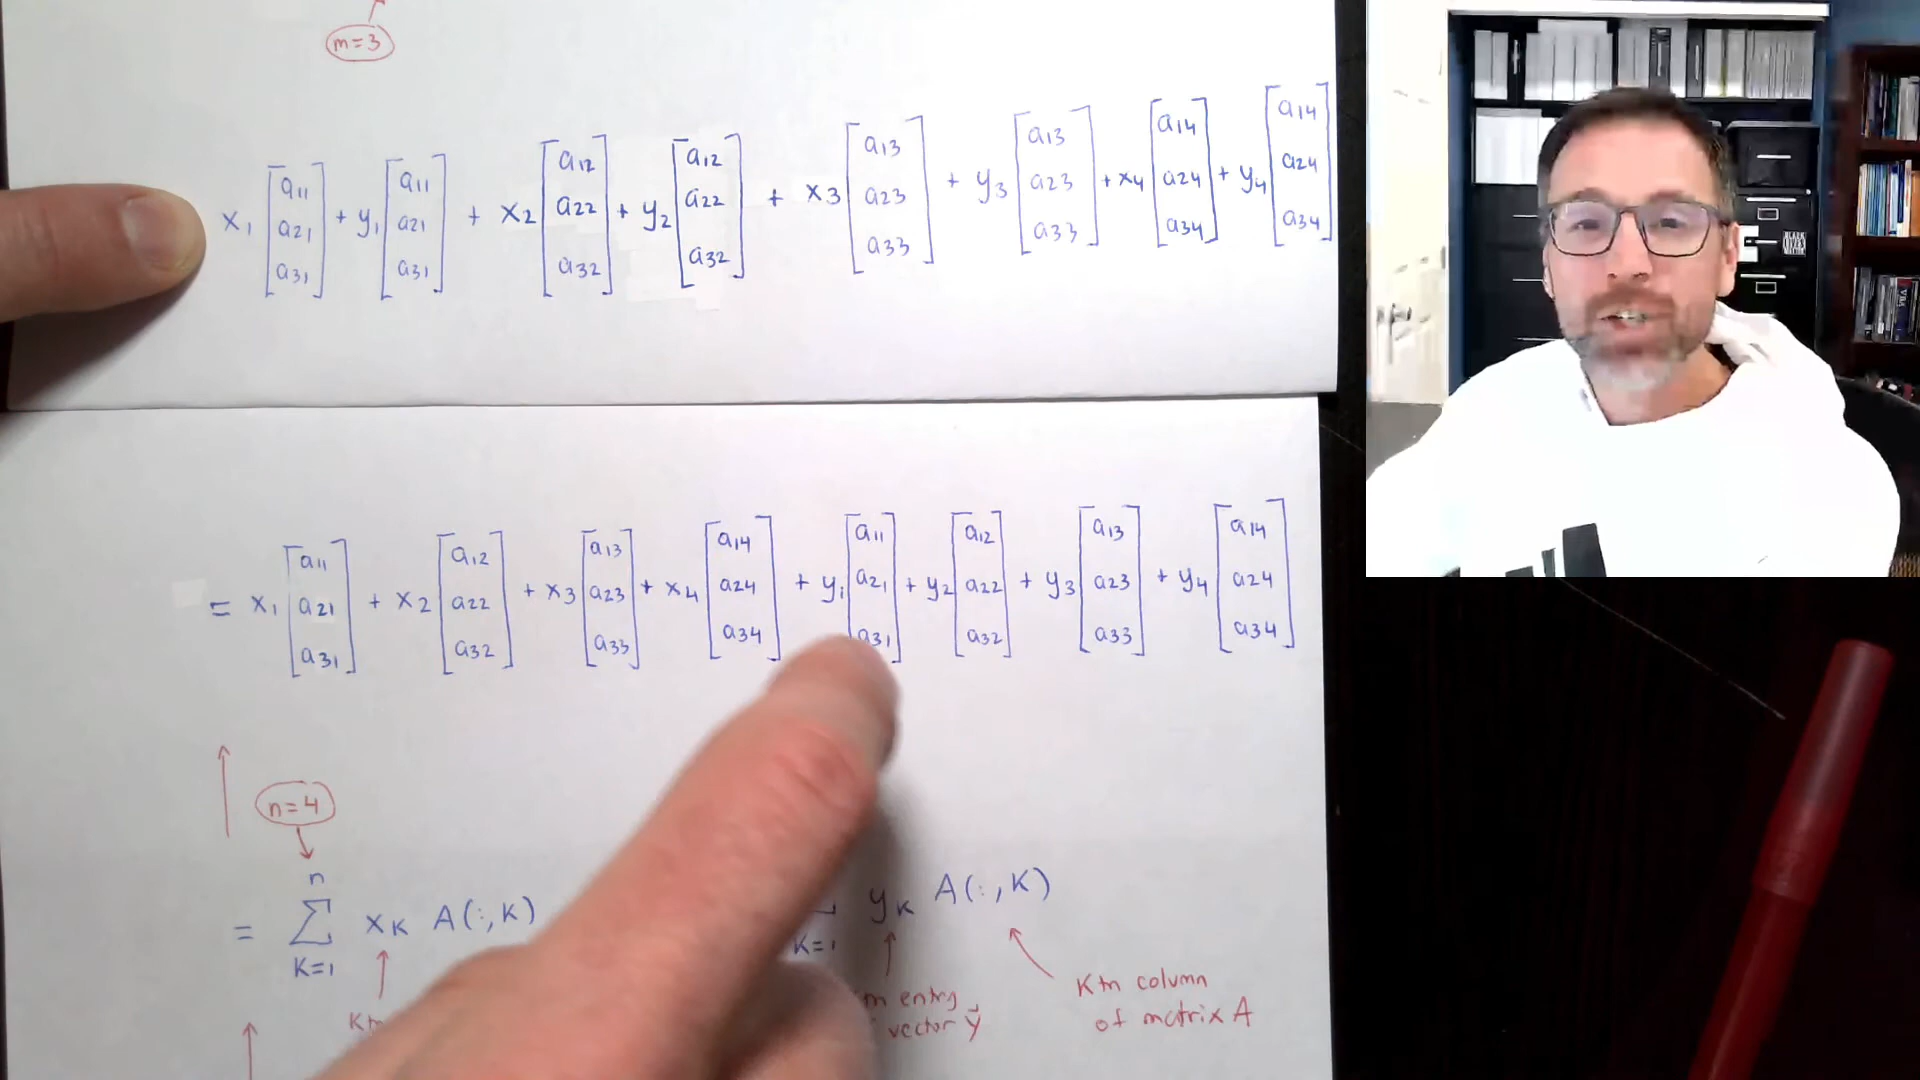 m=3
x₁ [a₁₁ a₂₁ a₃₁] + y₁ [a₁₁ a₂₁ a₃₁] + x₂ [a₁₂ a₂₂ a₃₂] + y₂ [a₁₂ a₂₂ a₃₂] + x₃ [a₁₃ a₂₃ a₃₃] + y₃ [a₁₃ a₂₃ a₃₃] + x₄ [a₁₄ a₂₄ a₃₄] + y₄ [a₁₄ a₂₄ a₃₄]
= x₁ [a₁₁ a₂₁ a₃₁] + x₂ [a₁₂ a₂₂ a₃₂] + x₃ [a₁₃ a₂₃ a₃₃] + x₄ [a₁₄ a₂₄ a₃₄] + y₁ [a₁₁ a₂₁ a₃₁] + y₂ [a₁₂ a₂₂ a₃₂] + y₃ [a₁₃ a₂₃ a₃₃] + y₄ [a₁₄ a₂₄ a₃₄]
n=4
n
= Σ x_K A(:,K) y_K A(:,K)
K=1 K=1
entry
vector y⃗
Kth column
of matrix A